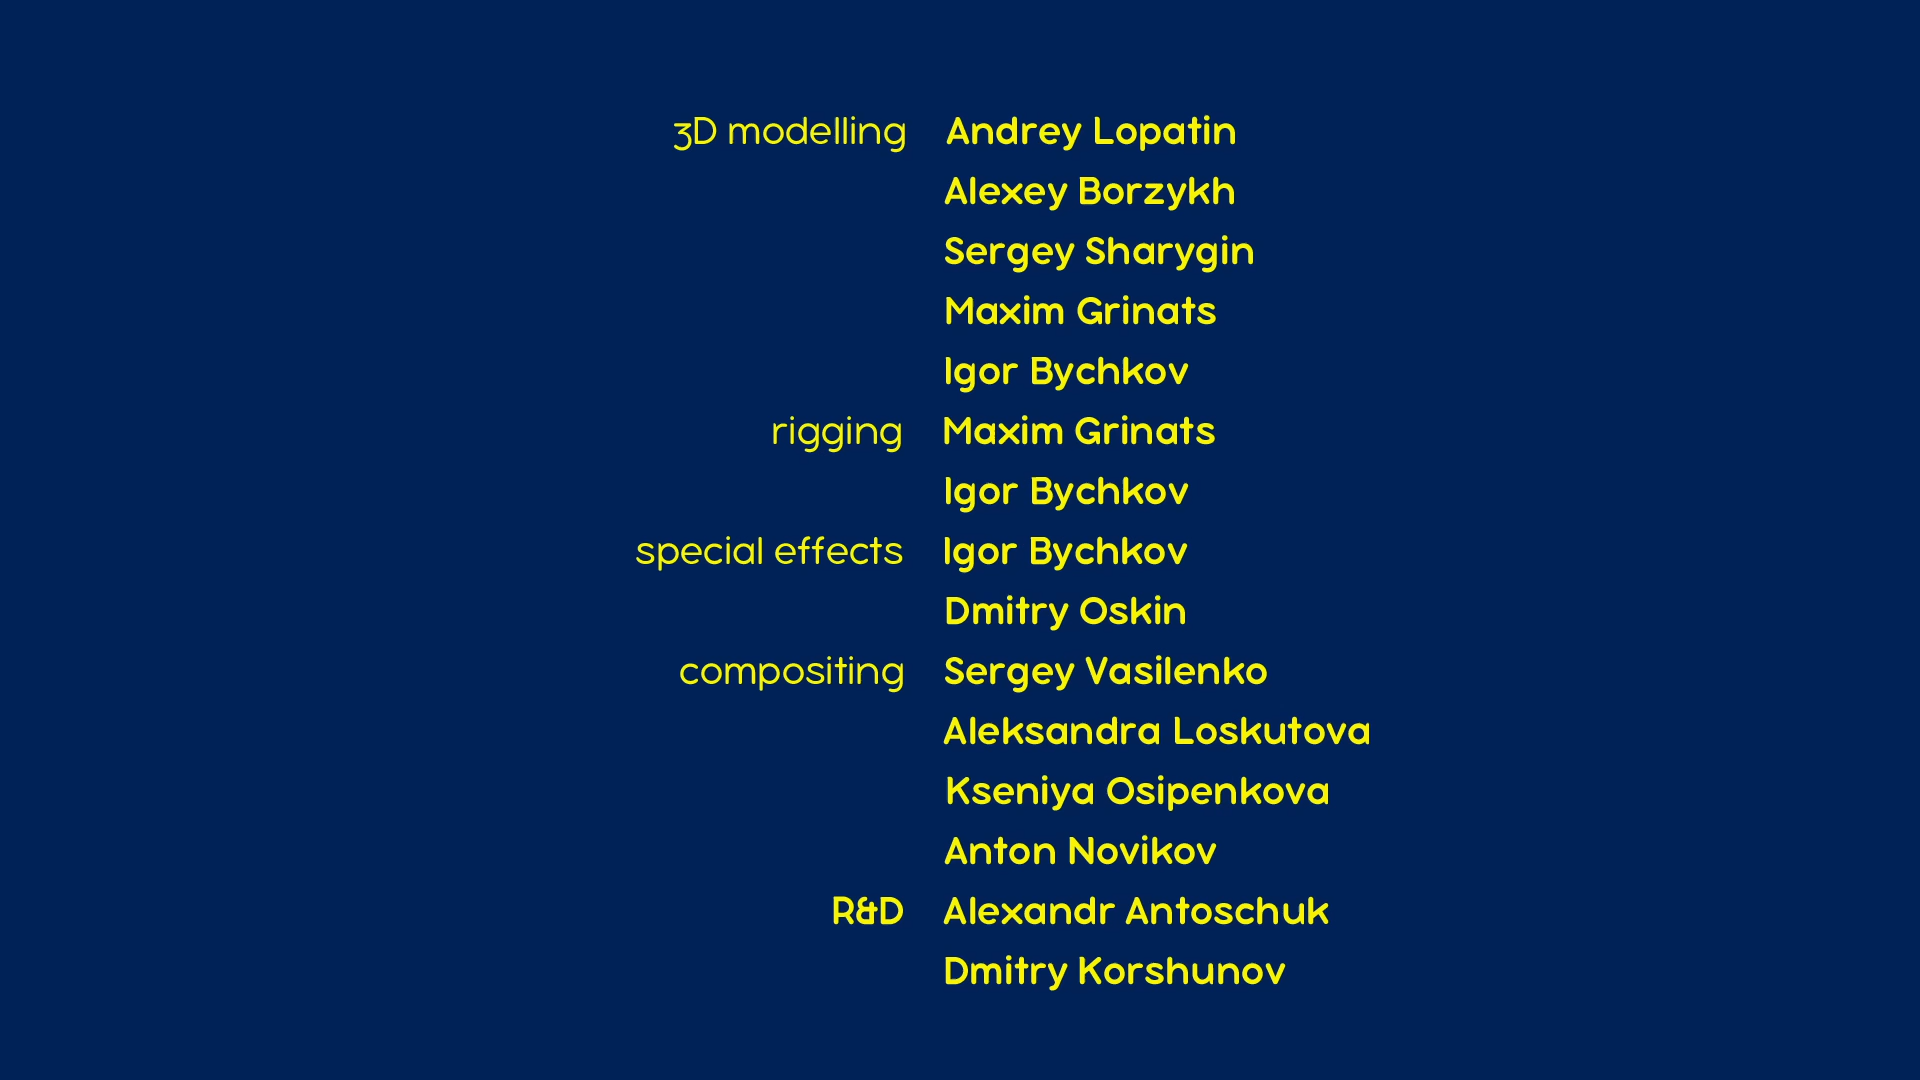 3D modelling Andrey Lopatin
Alexey Borzykh
Sergey Sharygin
Maxim Grinats
Igor Bychkov
rigging Maxim Grinats
Igor Bychkov
special effects Igor Bychkov
Dmitry Oskin
compositing Sergey Vasilenko
Aleksandra Loskutova
Kseniya Osipenkova
Anton Novikov
R&D Alexandr Antoschuk
Dmitry Korshunov